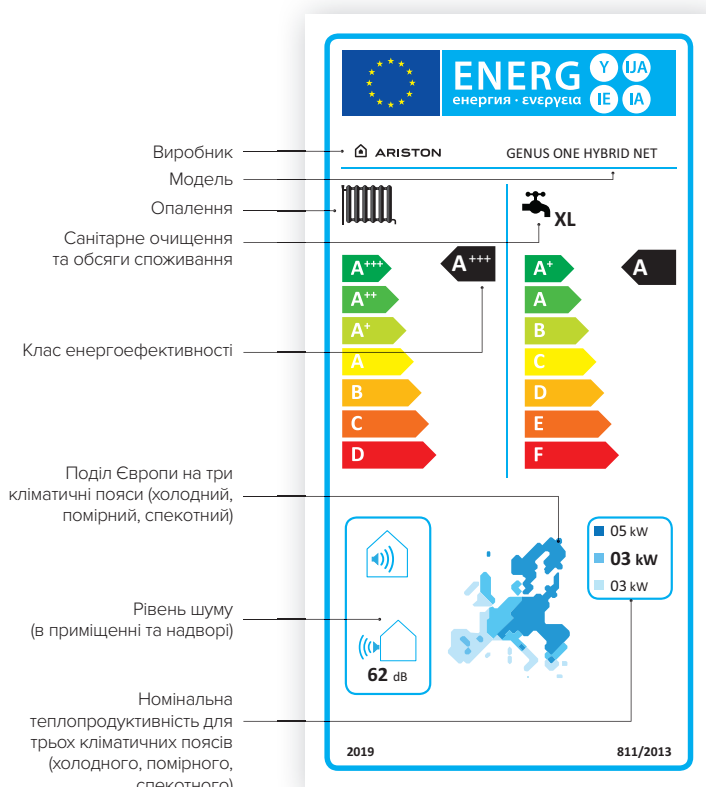 ENERG
енергия · ενεργεια
Y IJA
IE IA
Виробник
ARISTON
GENUS ONE HYBRID NET
Модель
Опалення
XL
Санітарне очищення
та обсяги споживання
A+++
A++
A+
A
B
C
D
A+++
A+
A
B
C
D
E
F
A
Клас енергоефективності
Поділ Європи на три
кліматичні пояси (холодний,
помірний, спекотний)
05 kW
03 kW
03 kW
Рівень шуму
(в приміщенні та надворі)
62 dB
Номінальна
теплопродуктивність для
трьох кліматичних поясів
(холодного, помірного,
спекотного)
2019
811/2013